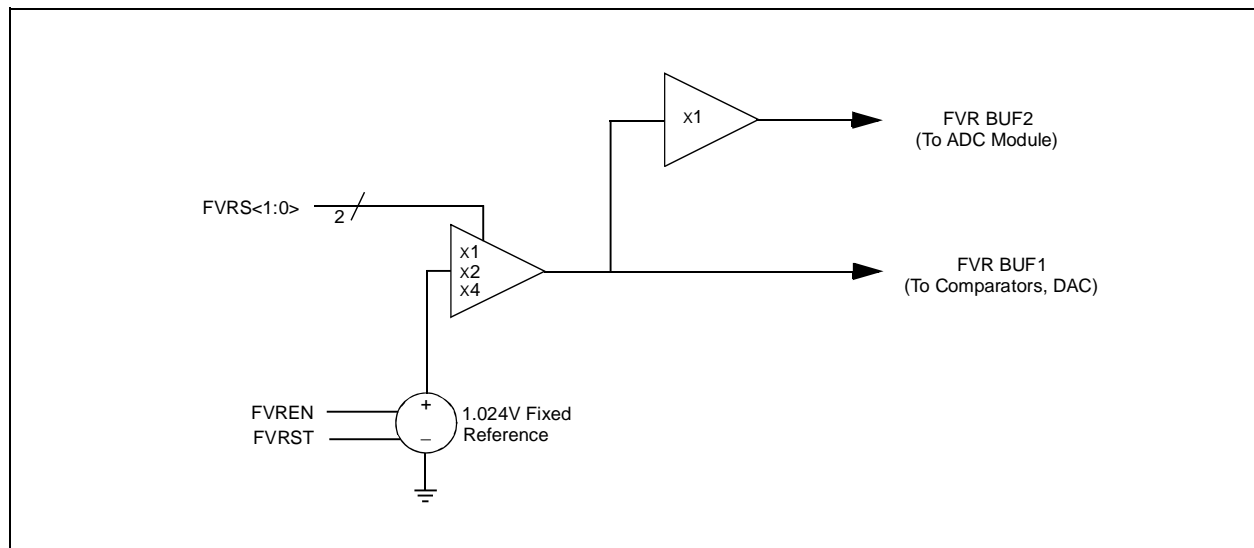 X1
FVR BUF2
(To ADC Module)
FVRS<1:0>
2
X1
X2
X4
FVR BUF1
(To Comparators, DAC)
+
FVREN
1.024V Fixed
FVRST
_
Reference